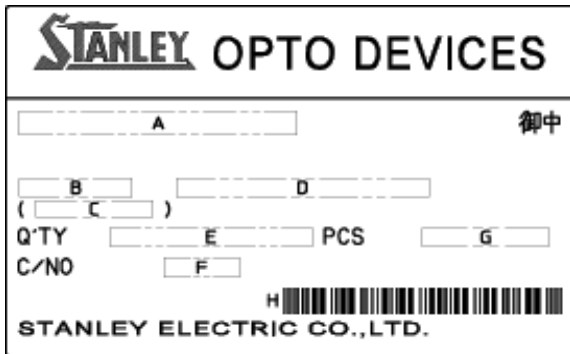 STANLEY OPTO DEVICES
A 御中
B D
( C )
Q'TY E PCS G
C/NO F
H
STANLEY ELECTRIC CO.,LTD.